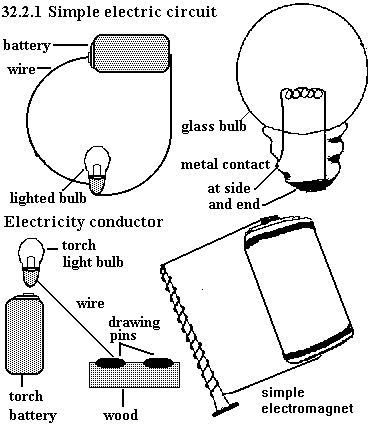 32.2.1 Simple electric circuit
battery
wire
lighted bulb
glass bulb
metal contact
at side
and end
Electricity conductor
torch
light bulb
wire
drawing
pins
torch
battery
wood
simple
electromagnet